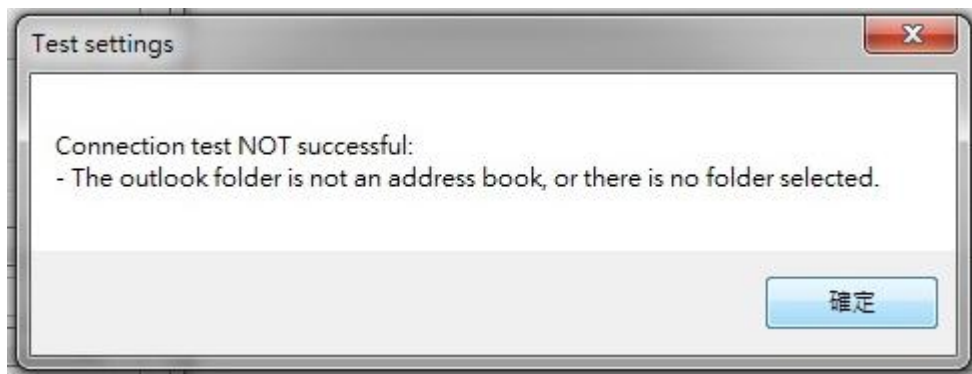 Test settings
Connection test NOT successful:
- The outlook folder is not an address book, or there is no folder selected.
確定